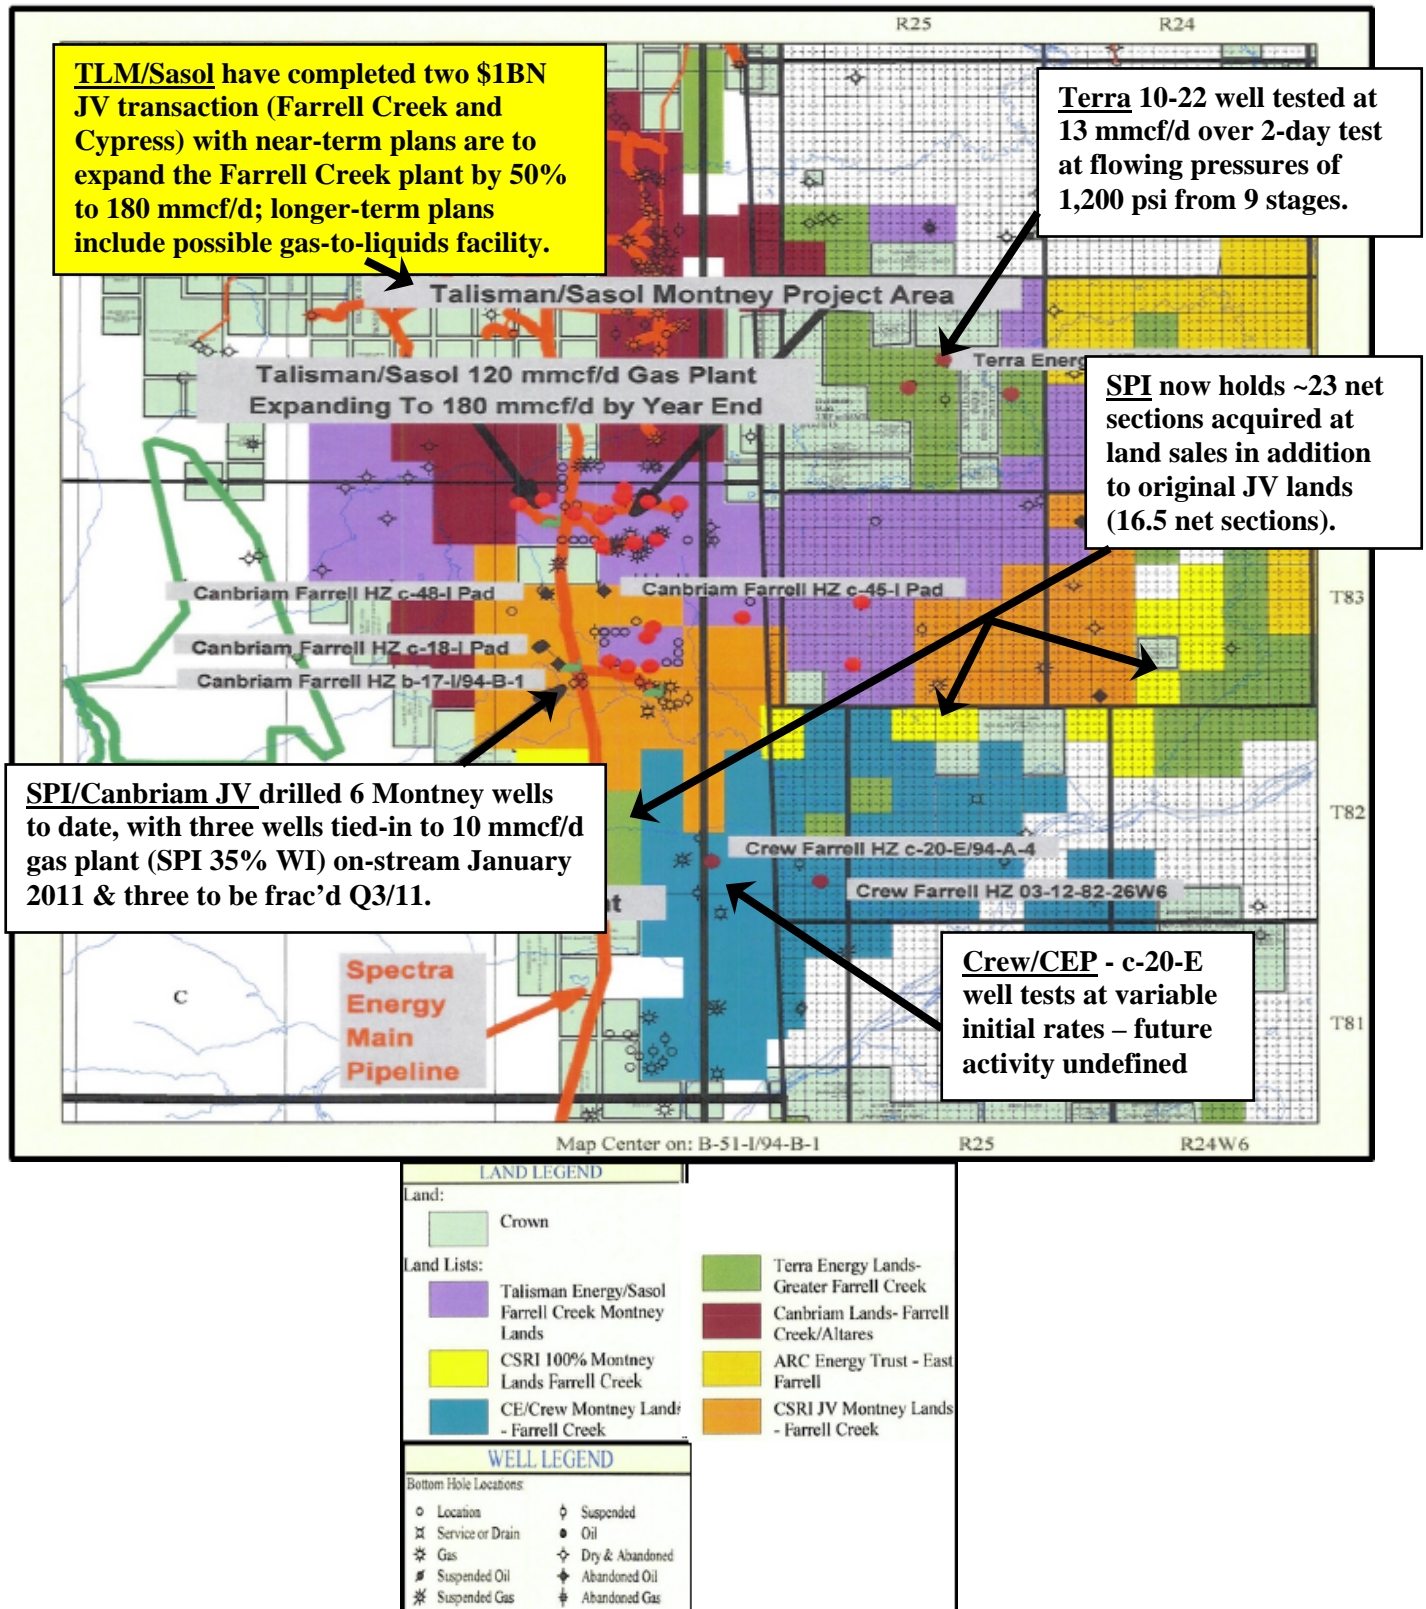 R25
R24
TLM/Sasol have completed two $1BN
JV transaction (Farrell Creek and
Cypress) with near-term plans are to
expand the Farrell Creek plant by 50%
to 180 mmcf/d; longer-term plans
include possible gas-to-liquids facility.
Terra 10-22 well tested at
13 mmcf/d over 2-day test
at flowing pressures of
1,200 psi from 9 stages.
Talisman/Sasol Montney Project Area
Terra
Talisman/Sasol 120 mmcf/d Gas Plant
Expanding To 180 mmcf/d by Year End
SPI now holds ~23 net
sections acquired at
land sales in addition
to original JV lands
(16.5 net sections).
Canbriam Farrell HZ c-48-I Pad
Canbriam Farrell HZ c-45-I Pad
T83
Canbriam Farrell HZ c-18-I Pad
Canbriam Farrell HZ b-17-I/94-B-1
SPI/Canbriam JV drilled 6 Montney wells
to date, with three wells tied-in to 10 mmcf/d
gas plant (SPI 35% WI) on-stream January
2011 & three to be frac’d Q3/11.
T82
Crew Farrell HZ c-20-E/94-A-4
Crew Farrell HZ 03-12-82-26W6
Crew/CEP - c-20-E
well tests at variable
initial rates – future
activity undefined
Spectra
Energy
Main
Pipeline
C
T81
Map Center on: B-51-I/94-B-1
R25
R24W6
LAND LEGEND
Land:
Crown
Land Lists:
Talisman Energy/Sasol
Farrell Creek Montney
Lands
CSRI 100% Montney
Lands Farrell Creek
CE/Crew Montney Lands
- Farrell Creek
Terra Energy Lands-
Greater Farrell Creek
Canbriam Lands- Farrell
Creek/Altares
ARC Energy Trust - East
Farrell
CSRI JV Montney Lands
- Farrell Creek
WELL LEGEND
Bottom Hole Locations:
Location
Service or Drain
Gas
Suspended Oil
Suspended Gas
Suspended
Oil
Dry & Abandoned
Abandoned Oil
Abandoned Gas